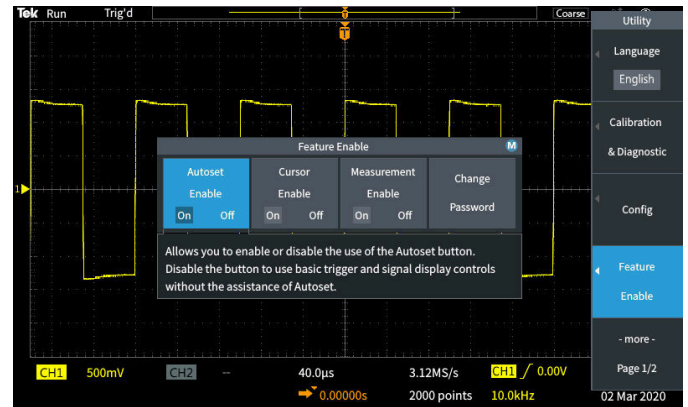 Tek Run Trig'd Coarse
T
Utility
Language
English
Calibration
& Diagnostic
Config
Feature
Enable
- more -
Page 1/2
Feature Enable M
Autoset
Enable
On Off
Cursor
Enable
On Off
Measurement
Enable
On Off
Change
Password
Allows you to enable or disable the use of the Autoset button.
Disable the button to use basic trigger and signal display controls
without the assistance of Autoset.
1
CH1 500mV CH2 -- 40.0µs 3.12MS/s CH1 0.00V
0.00000s 2000 points 10.0kHz 02 Mar 2020